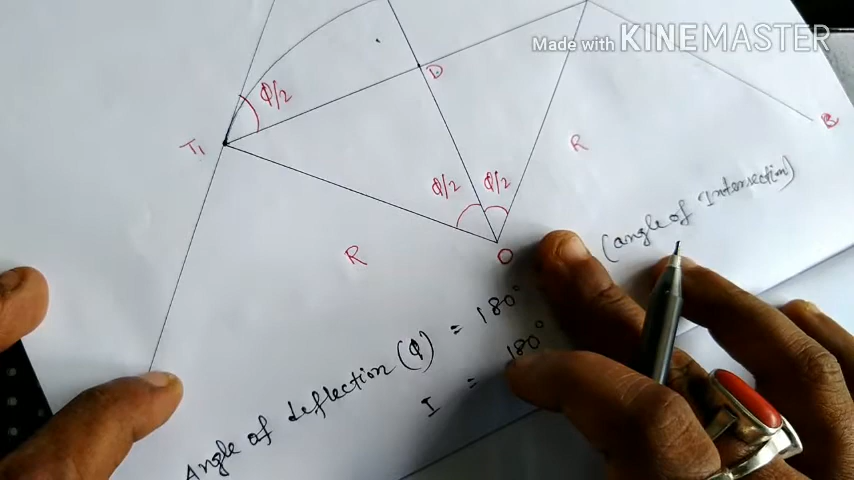 Made with KINEMASTER
ϕ/2
D
T1
B
R
ϕ/2 ϕ/2
R
O
(angle of Intersection)
Angle of deflection (ϕ) = 180°
I = 180°